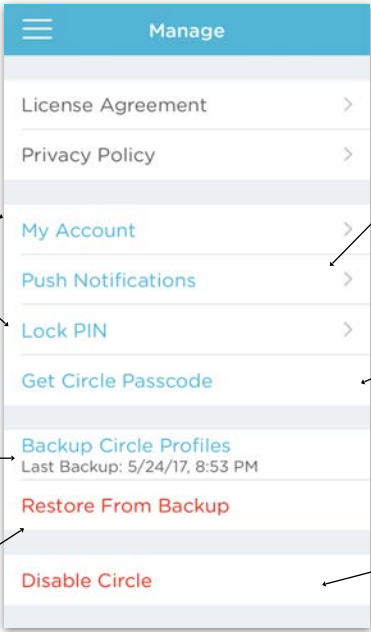 Manage
License Agreement
Privacy Policy
My Account
Push Notifications
Lock PIN
Get Circle Passcode
Backup Circle Profiles
Last Backup: 5/24/17, 8:53 PM
Restore From Backup
Disable Circle